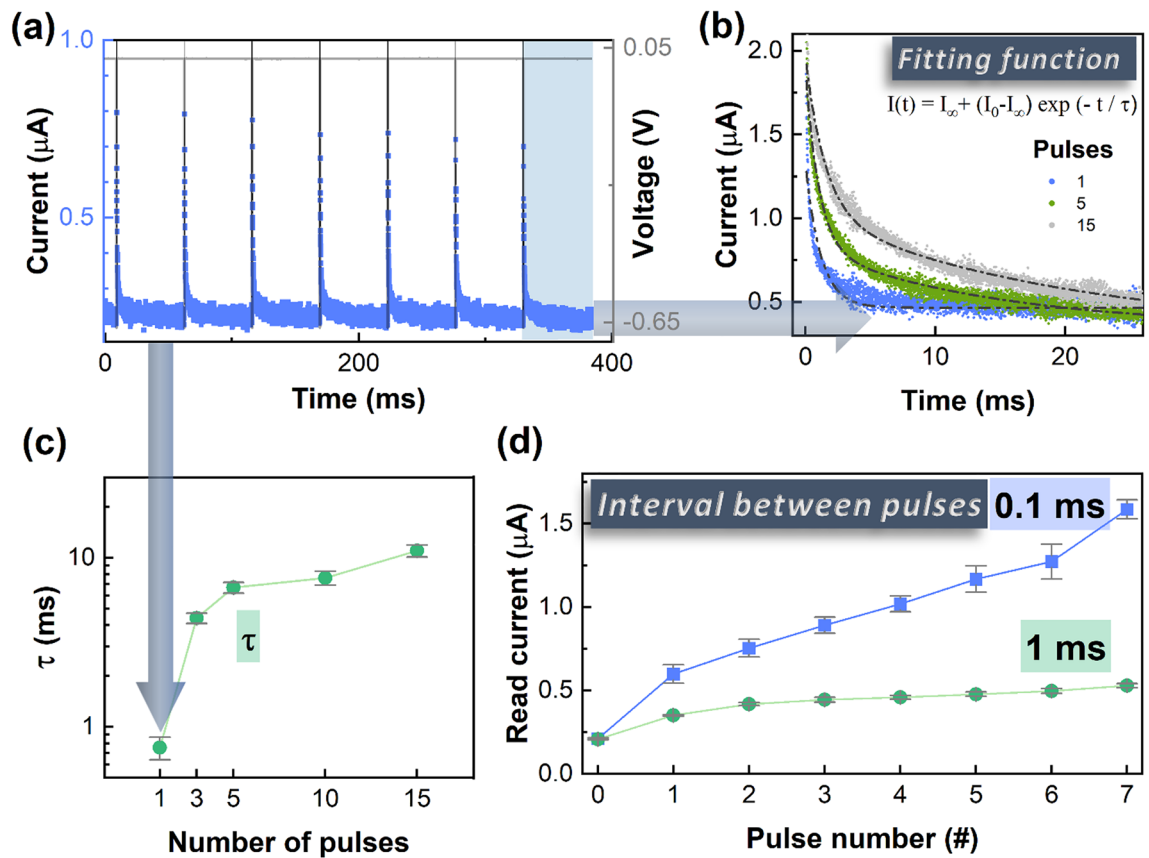 (a)
1.0
0.5
Current (μA)
0
200
400
Time (ms)
0.05
-0.65
Voltage (V)
(b)
Fitting function
I(t) = I∞+ (I0-I∞) exp (- t / τ)
Pulses
1
5
15
2.0
1.5
1.0
0.5
Current (μA)
0
10
20
Time (ms)
(c)
10
1
τ (ms)
τ
1
3
5
10
15
Number of pulses
(d)
Interval between pulses
0.1 ms
1 ms
1.5
1.0
0.5
0.0
Read current (μA)
0
1
2
3
4
5
6
7
Pulse number (#)